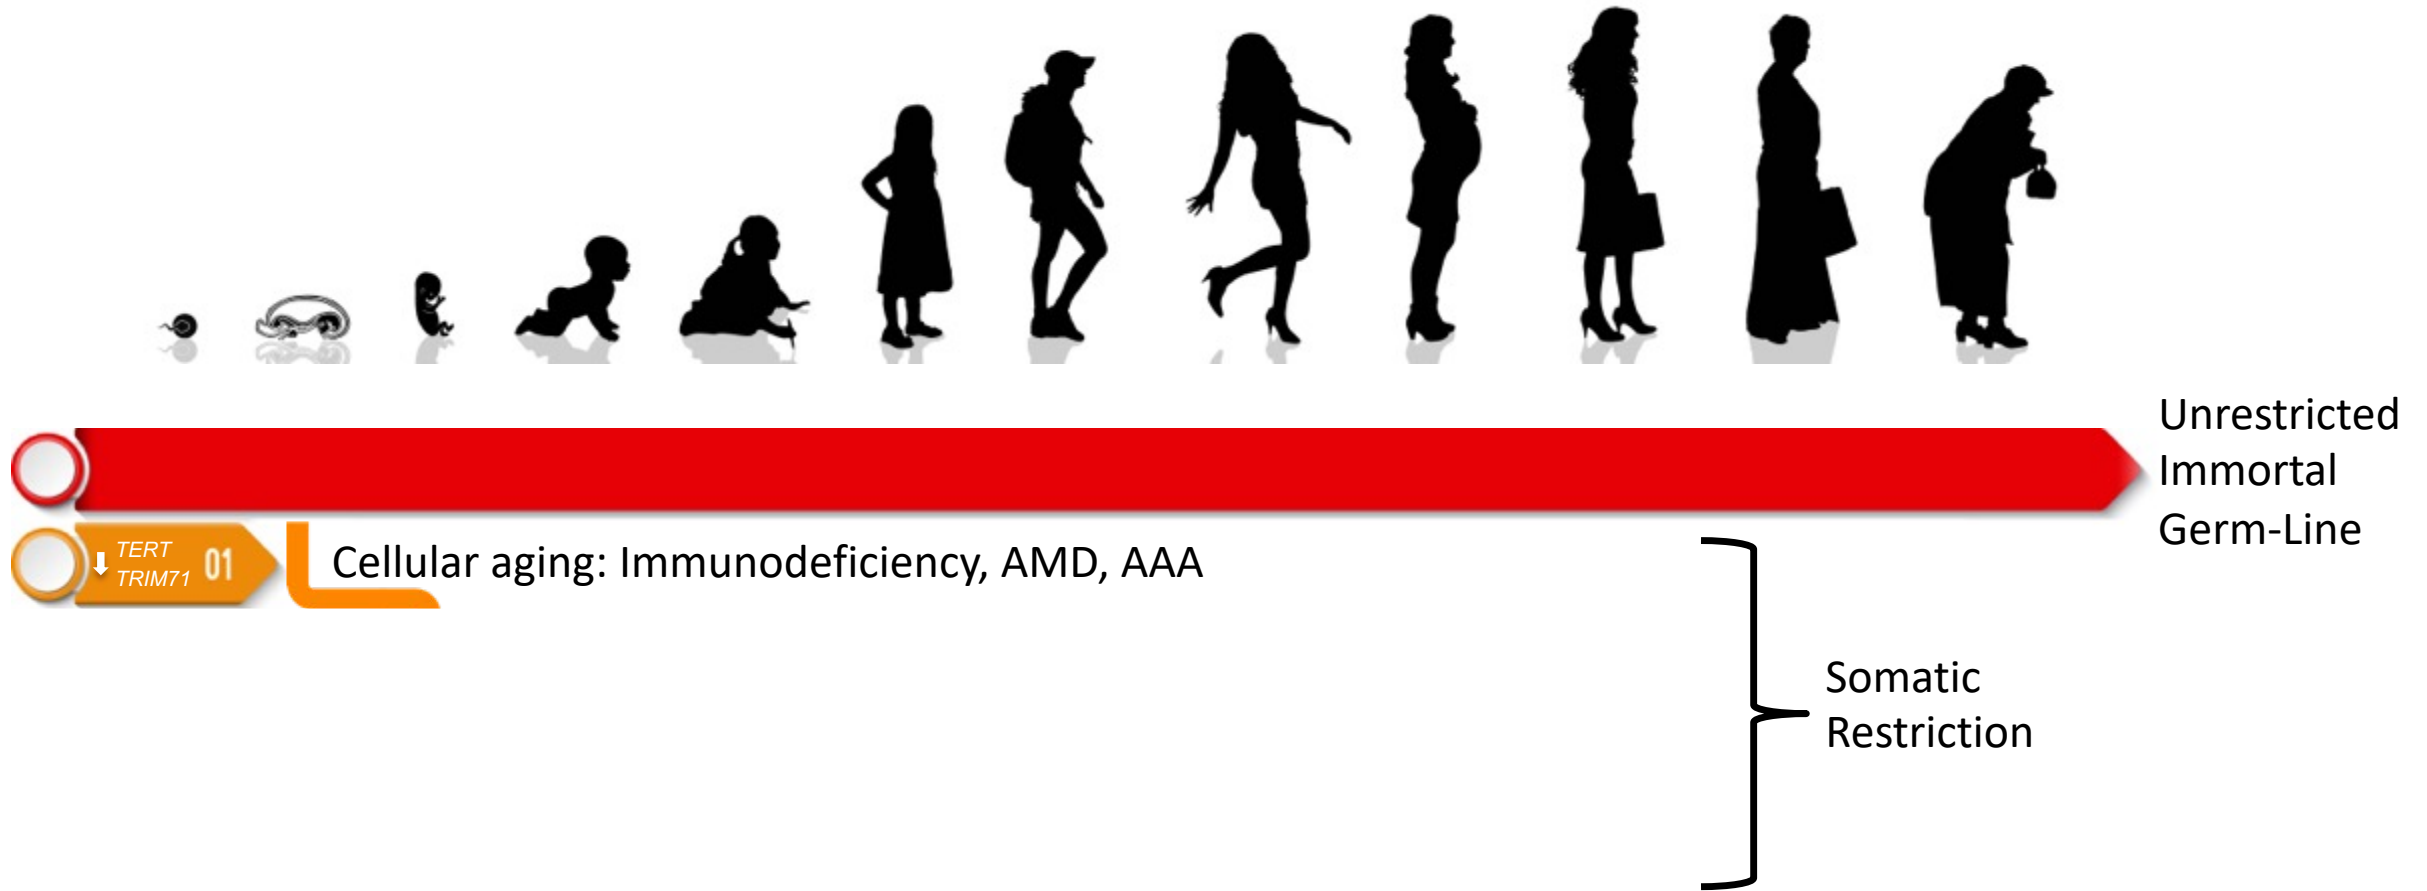 Unrestricted
Immortal
Germ-Line
TERT
TRIM71
01
Cellular aging: Immunodeficiency, AMD, AAA
Somatic
Restriction